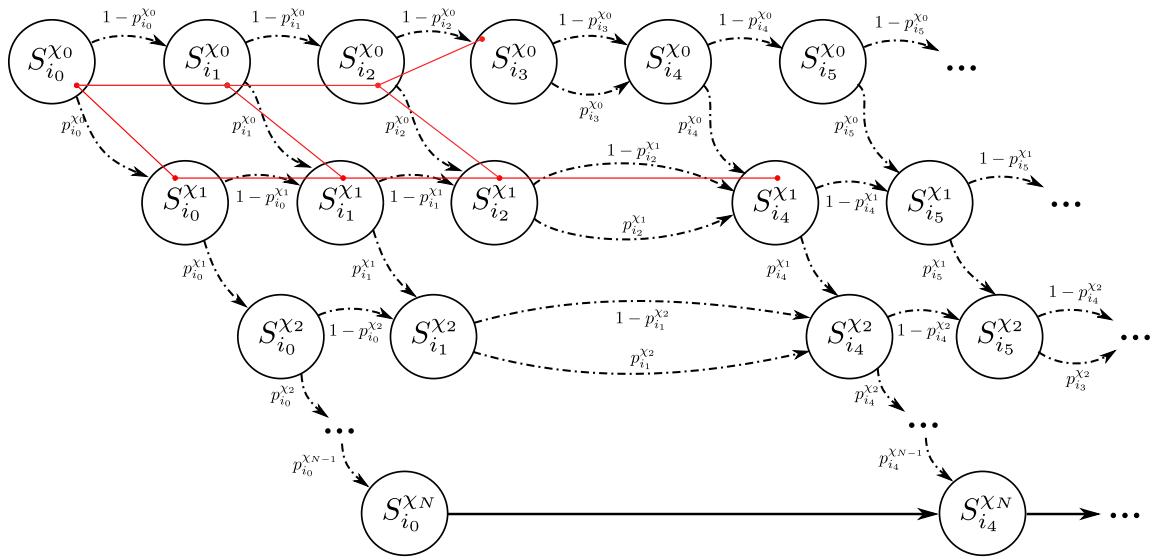 1 − p_{i_0}^{χ_0} 1 − p_{i_1}^{χ_0} 1 − p_{i_2}^{χ_0} 1 − p_{i_3}^{χ_0} 1 − p_{i_4}^{χ_0} 1 − p_{i_5}^{χ_0}
S_{i_0}^{χ_0} S_{i_1}^{χ_0} S_{i_2}^{χ_0} S_{i_3}^{χ_0} S_{i_4}^{χ_0} S_{i_5}^{χ_0} ...
p_{i_0}^{χ_0} p_{i_1}^{χ_0} p_{i_2}^{χ_0} p_{i_3}^{χ_0} p_{i_4}^{χ_0} p_{i_5}^{χ_0}
1 − p_{i_2}^{χ_1} 1 − p_{i_5}^{χ_1}
S_{i_0}^{χ_1} S_{i_1}^{χ_1} S_{i_2}^{χ_1} S_{i_4}^{χ_1} S_{i_5}^{χ_1} ...
1 − p_{i_0}^{χ_1} 1 − p_{i_1}^{χ_1} p_{i_2}^{χ_1} 1 − p_{i_4}^{χ_1}
p_{i_0}^{χ_1} p_{i_1}^{χ_1} p_{i_4}^{χ_1} p_{i_5}^{χ_1}
1 − p_{i_1}^{χ_2} 1 − p_{i_4}^{χ_2}
S_{i_0}^{χ_2} 1 − p_{i_0}^{χ_2} S_{i_1}^{χ_2} S_{i_4}^{χ_2} 1 − p_{i_4}^{χ_2} S_{i_5}^{χ_2} ...
p_{i_1}^{χ_2} p_{i_3}^{χ_2}
p_{i_0}^{χ_2} p_{i_4}^{χ_2}
... ...
p_{i_0}^{χ_{N−1}} p_{i_4}^{χ_{N−1}}
S_{i_0}^{χ_N} S_{i_4}^{χ_N} ...